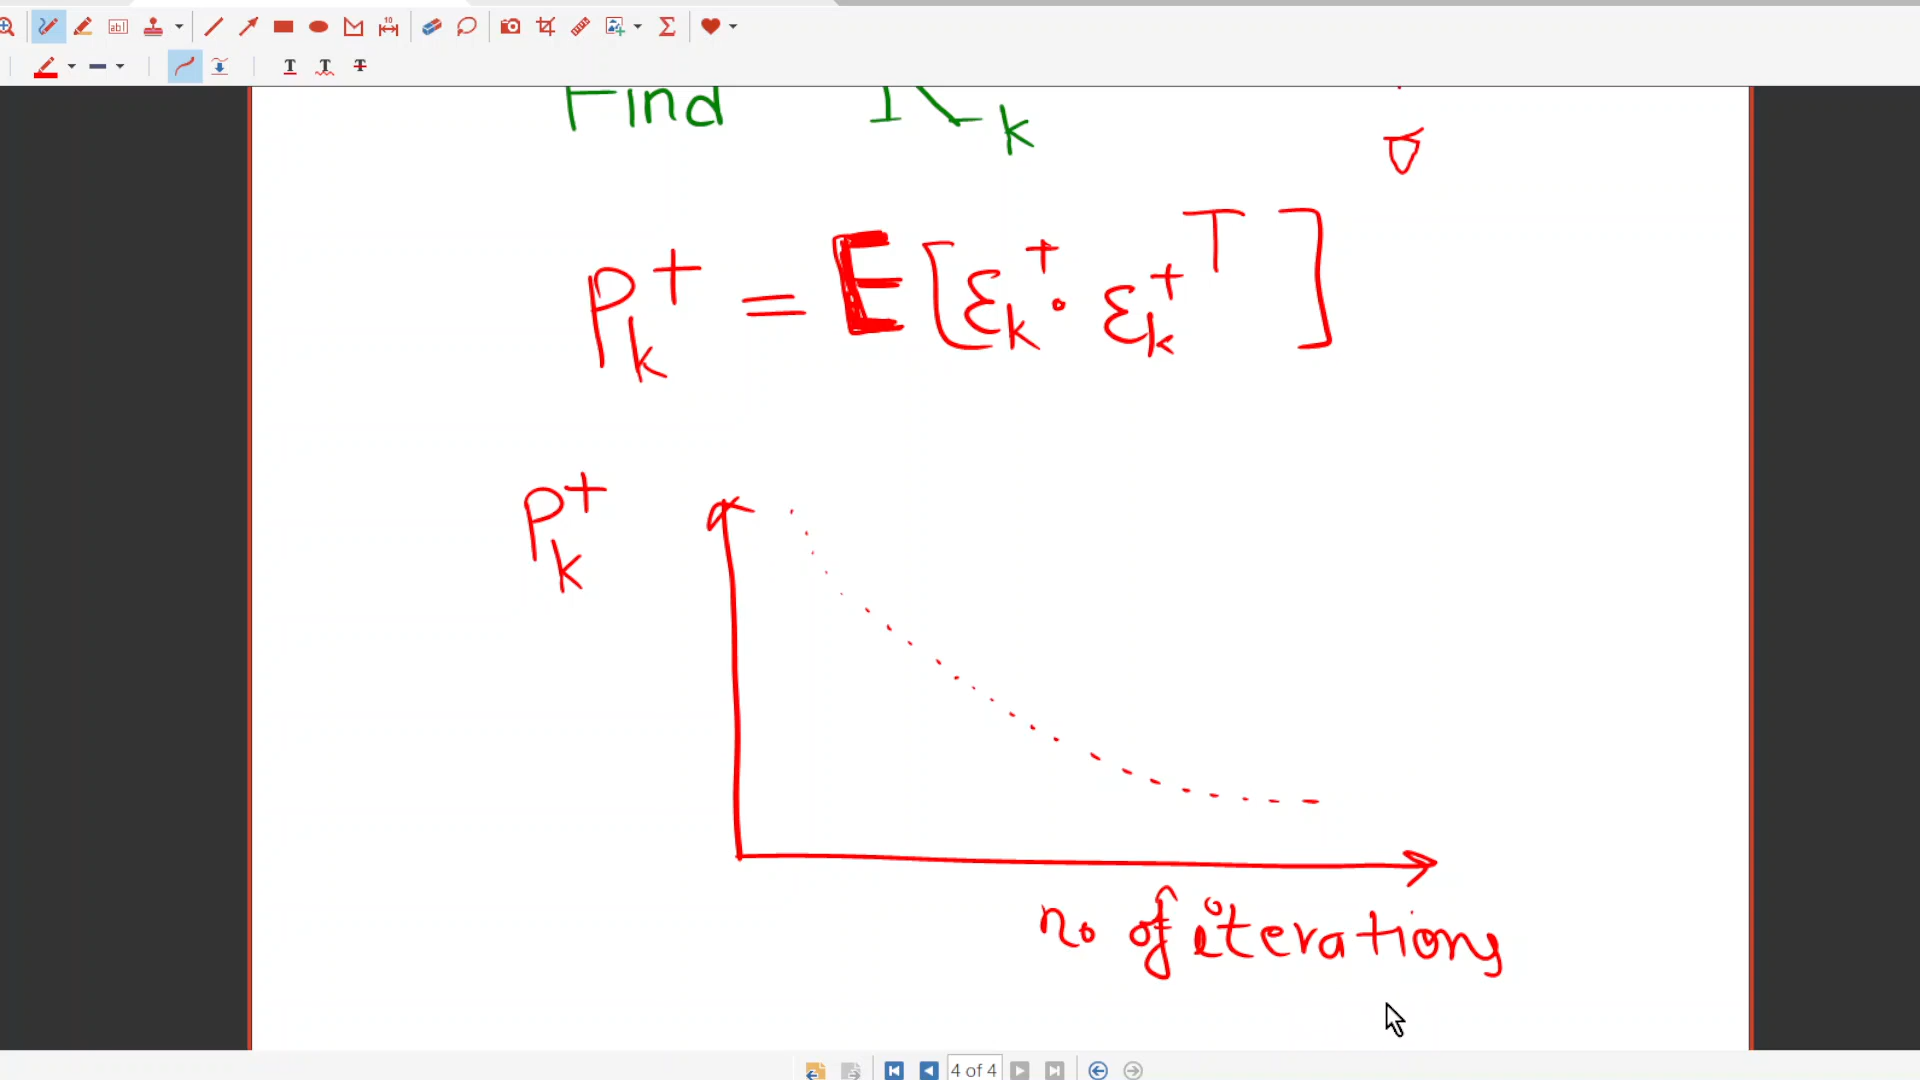 Find K_k
P_k^+ = E[ε_k^+ · ε_k^{+T}]
P_k^+
no of iterations
4 of 4